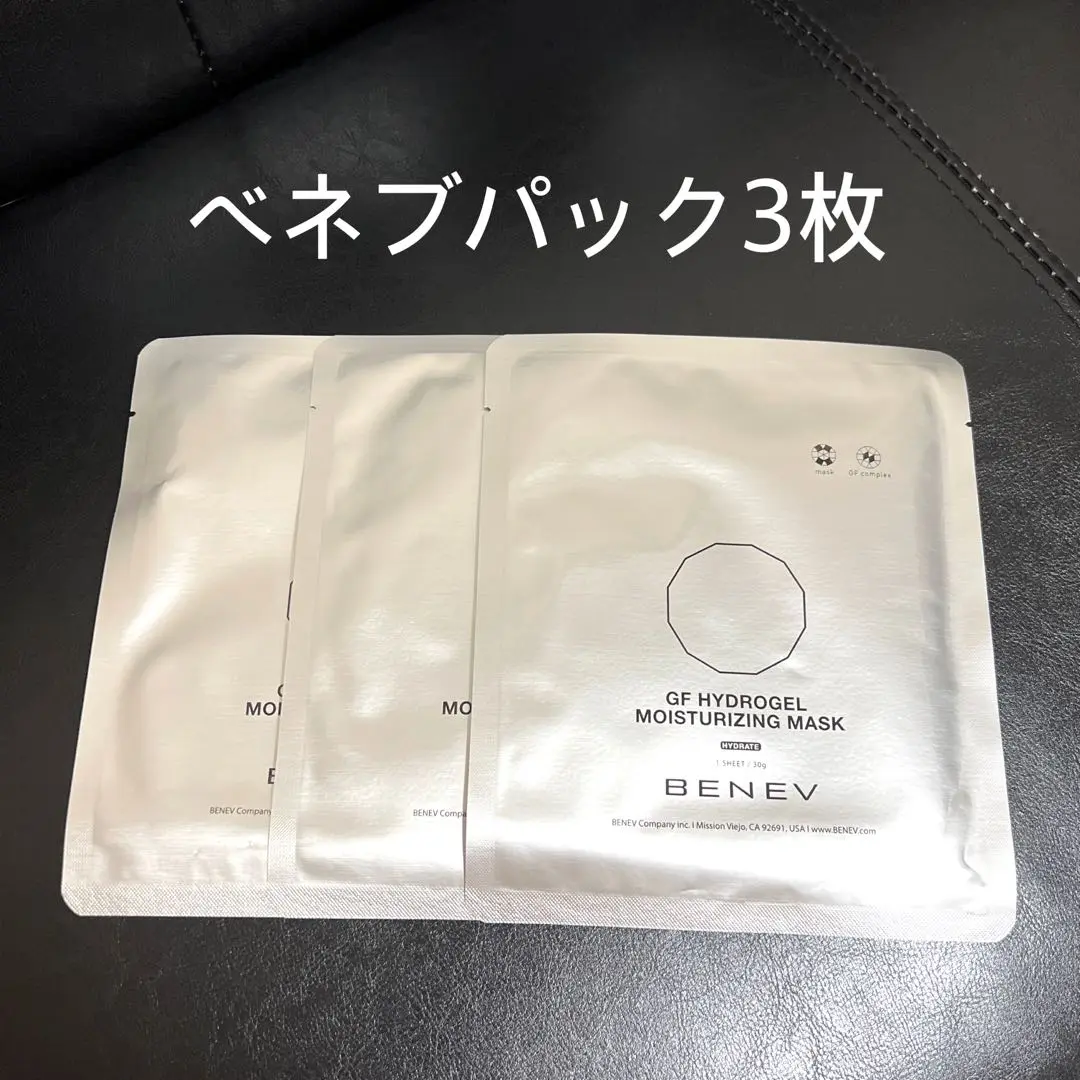 ベネブパック3枚
mask
GF complex
GF HYDROGEL
MOISTURIZING MASK
HYDRATE
1 SHEET / 30g
BENEV
BENEV Company inc. I Mission Viejo, CA 92691, USA I www.BENEV.com
MOI
MO
BENEV Company
BENEV Compa